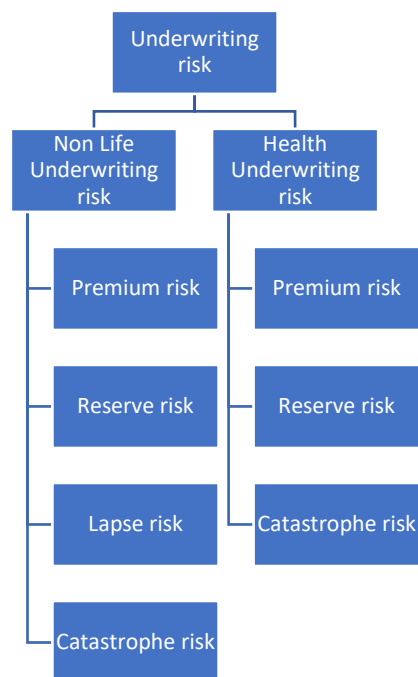 Underwriting
risk
Non Life
Underwriting
risk
Health
Underwriting
risk
Premium risk
Premium risk
Reserve risk
Reserve risk
Lapse risk
Catastrophe risk
Catastrophe risk